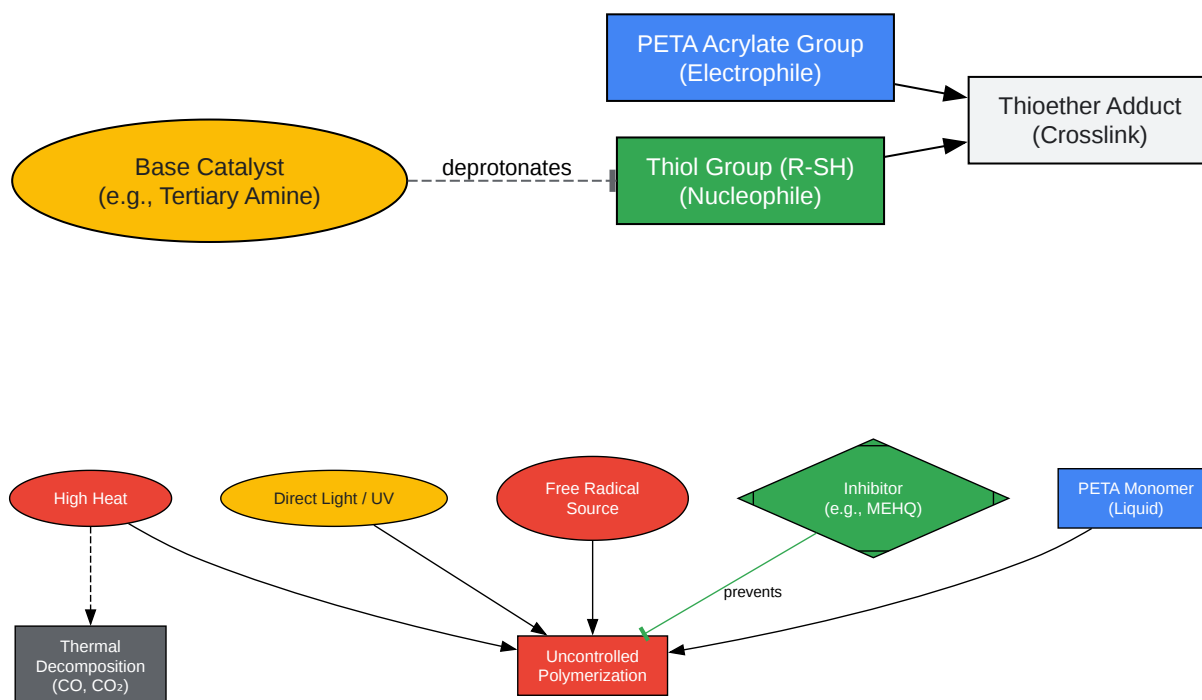 PETA Acrylate Group
(Electrophile)
Thioether Adduct
(Crosslink)
Base Catalyst
(e.g., Tertiary Amine)
deprotonates
Thiol Group (R-SH)
(Nucleophile)
High Heat
Direct Light / UV
Free Radical
Source
Inhibitor
(e.g., MEHQ)
PETA Monomer
(Liquid)
prevents
Thermal
Decomposition
(CO, CO₂)
Uncontrolled
Polymerization